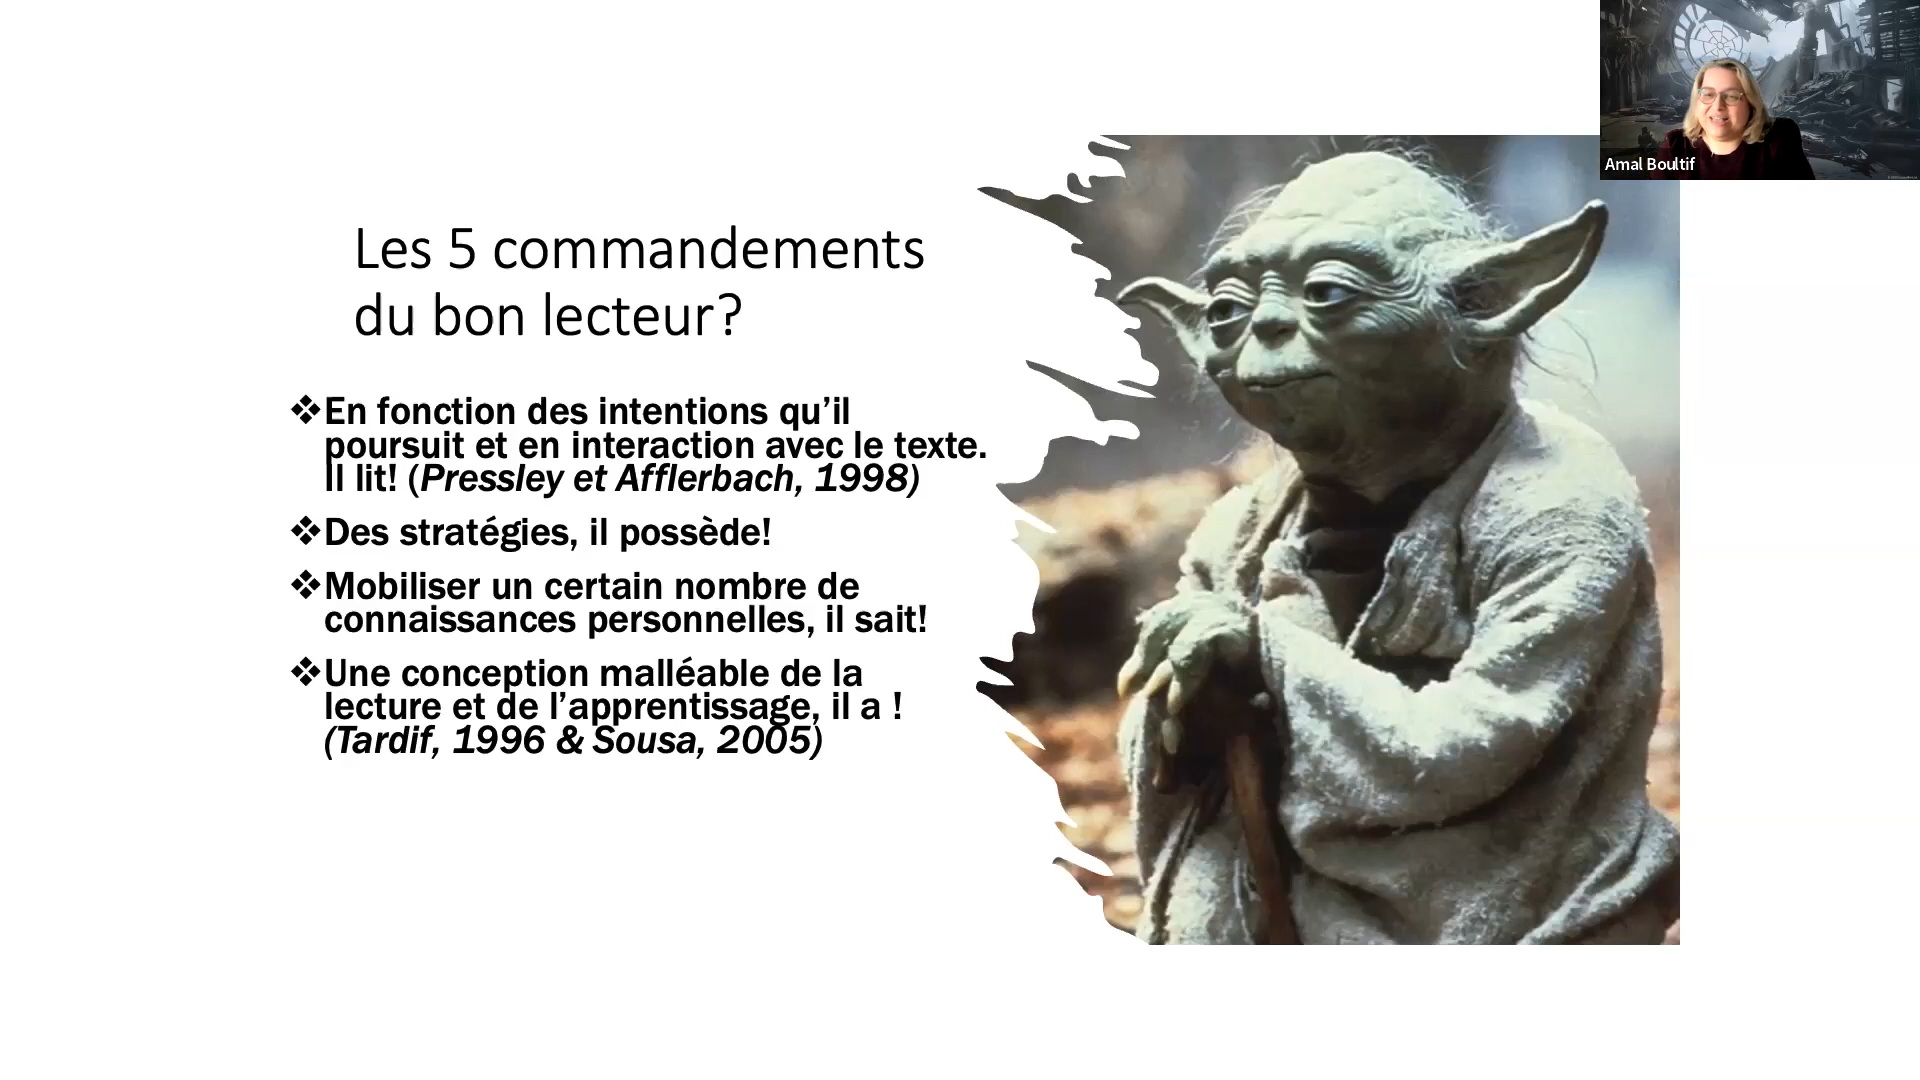 Amal Boultif
Les 5 commandements
du bon lecteur?
❖En fonction des intentions qu’il
poursuit et en interaction avec le texte.
Il lit! (Pressley et Afflerbach, 1998)
❖Des stratégies, il possède!
❖Mobiliser un certain nombre de
connaissances personnelles, il sait!
❖Une conception malléable de la
lecture et de l’apprentissage, il a !
(Tardif, 1996 & Sousa, 2005)